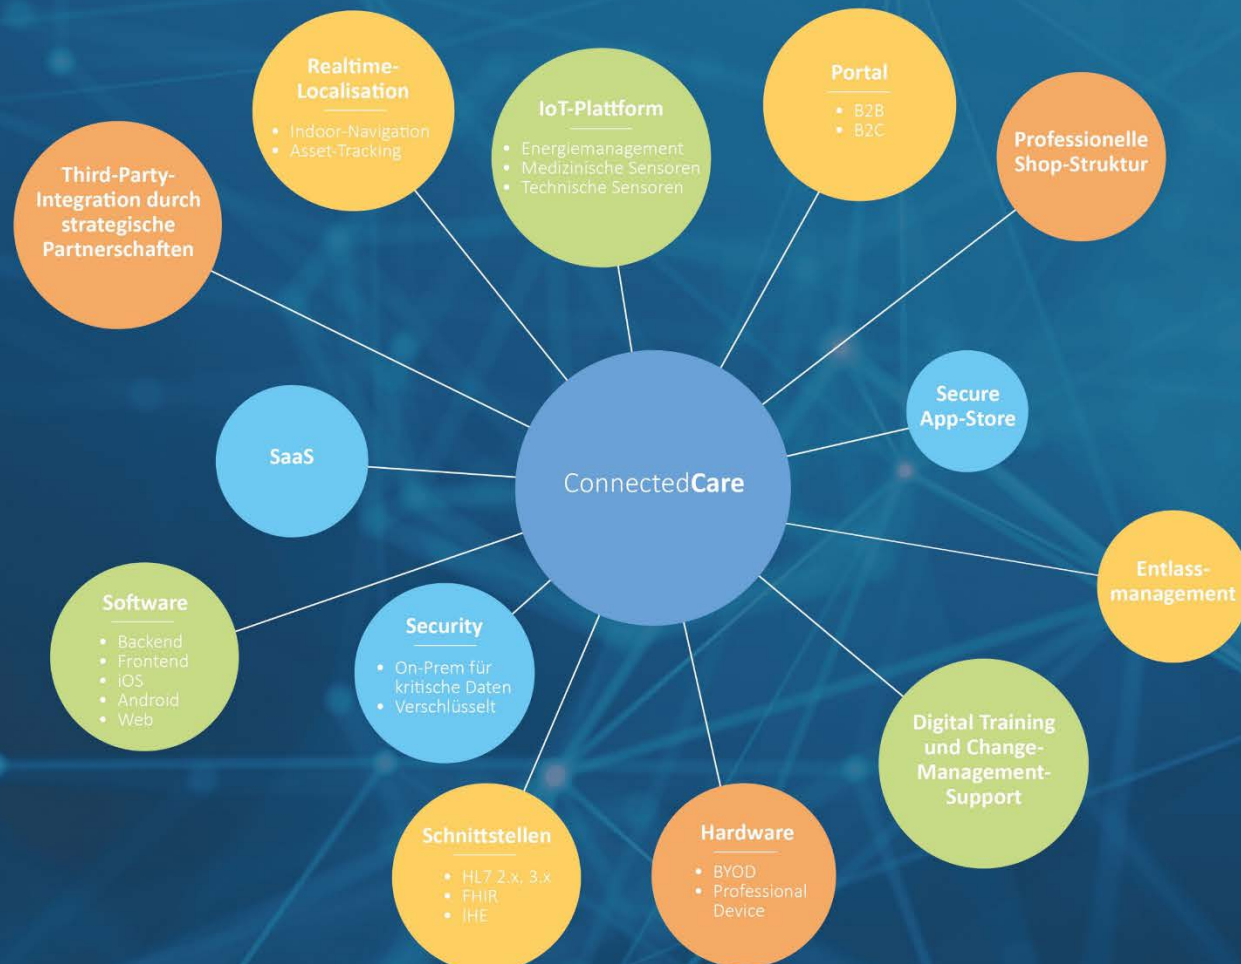 Realtime-
Localisation
• Indoor-Navigation
• Asset-Tracking
IoT-Plattform
• Energiemanagement
• Medizinische Sensoren
• Technische Sensoren
Portal
• B2B
• B2C
Professionelle
Shop-Struktur
Third-Party-
Integration durch
strategische
Partnerschaften
Secure
App-Store
SaaS
ConnectedCare
Entlass-
management
Software
• Backend
• Frontend
• iOS
• Android
• Web
Security
• On-Prem für
kritische Daten
• Verschlüsselt
Digital Training
und Change-
Management-
Support
Schnittstellen
• HL7 2.x, 3.x
• FHIR
• IHE
Hardware
• BYOD
• Professional
Device